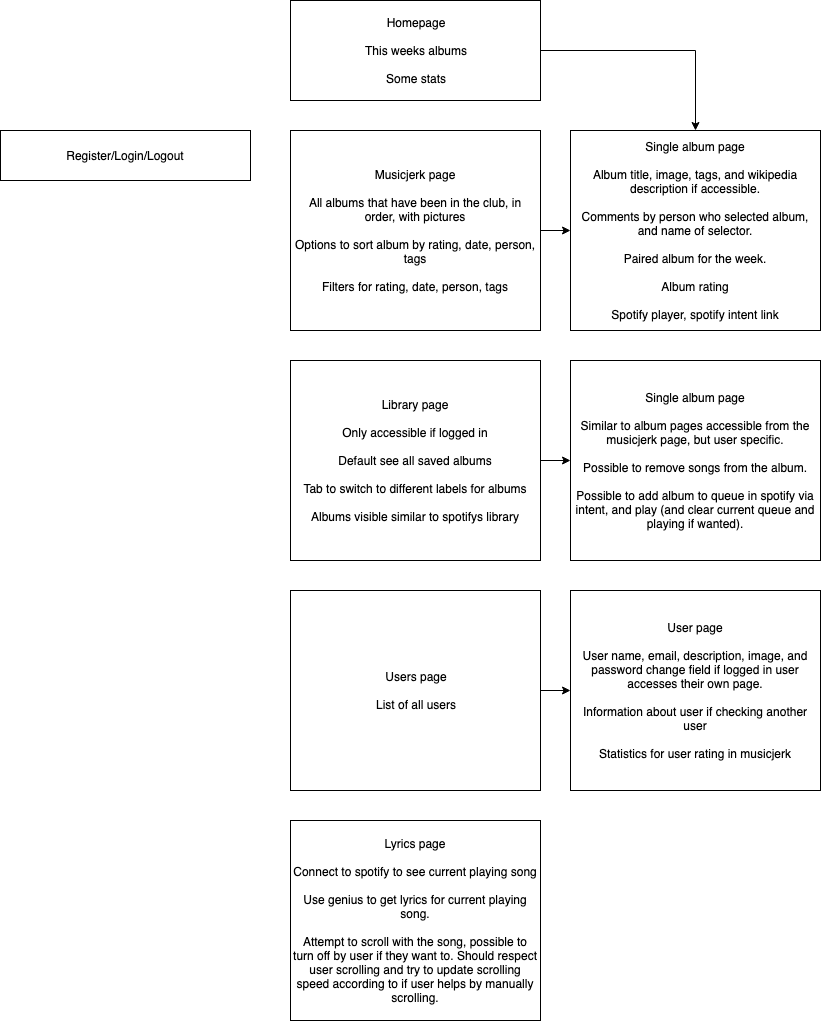 Homepage
This weeks albums
Some stats
Register/Login/Logout
Musicjerk page
All albums that have been in the club, in
order, with pictures
Options to sort album by rating, date, person,
tags
Filters for rating, date, person, tags
Single album page
Album title, image, tags, and wikipedia
description if accessible.
Comments by person who selected album,
and name of selector.
Paired album for the week.
Album rating
Spotify player, spotify intent link
Library page
Only accessible if logged in
Default see all saved albums
Tab to switch to different labels for albums
Albums visible similar to spotifys library
Single album page
Similar to album pages accessible from the
musicjerk page, but user specific.
Possible to remove songs from the album.
Possible to add album to queue in spotify via
intent, and play (and clear current queue and
playing if wanted).
Users page
List of all users
User page
User name, email, description, image, and
password change field if logged in user
accesses their own page.
Information about user if checking another
user
Statistics for user rating in musicjerk
Lyrics page
Connect to spotify to see current playing song
Use genius to get lyrics for current playing
song.
Attempt to scroll with the song, possible to
turn off by user if they want to. Should respect
user scrolling and try to update scrolling
speed according to if user helps by manually
scrolling.